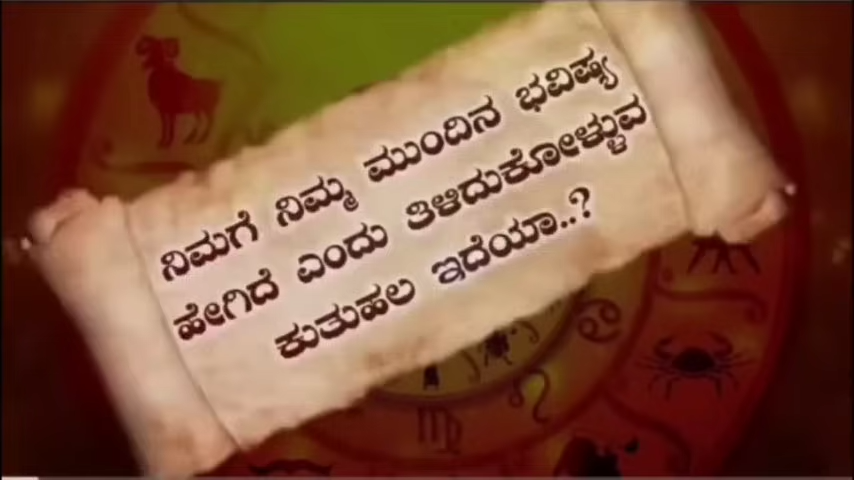 ನಿಮಗೆ ನಿಮ್ಮ ಮುಂದಿನ ಭವಿಷ್ಯ
ಹೇಗಿದೆ ಎಂದು ತಿಳಿದುಕೋಳ್ಳುವ
ಕುತುಹಲ ಇದೆಯಾ..?